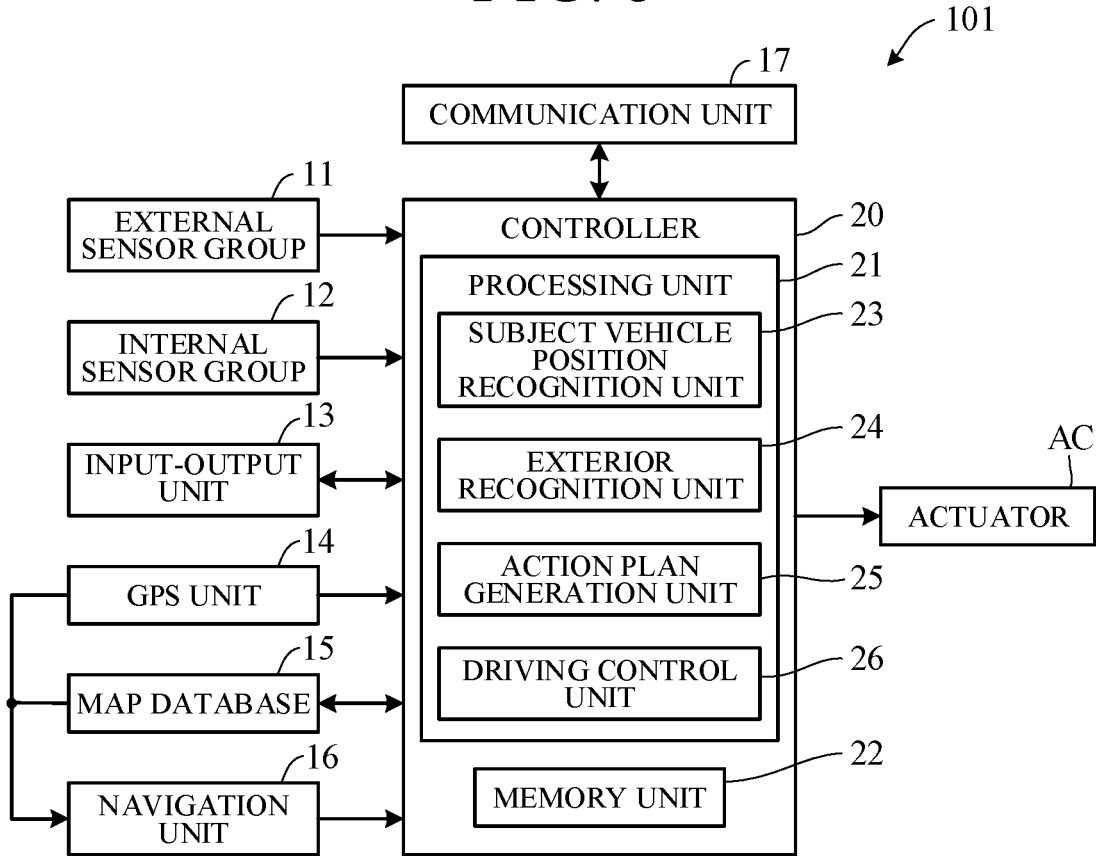 101
17
COMMUNICATION UNIT
11
EXTERNAL
SENSOR GROUP
12
INTERNAL
SENSOR GROUP
13
INPUT-OUTPUT
UNIT
14
GPS UNIT
15
MAP DATABASE
16
NAVIGATION
UNIT
CONTROLLER
20
PROCESSING UNIT
21
SUBJECT VEHICLE
POSITION
RECOGNITION UNIT
23
EXTERIOR
RECOGNITION UNIT
24
ACTION PLAN
GENERATION UNIT
25
DRIVING CONTROL
UNIT
26
MEMORY UNIT
22
AC
ACTUATOR